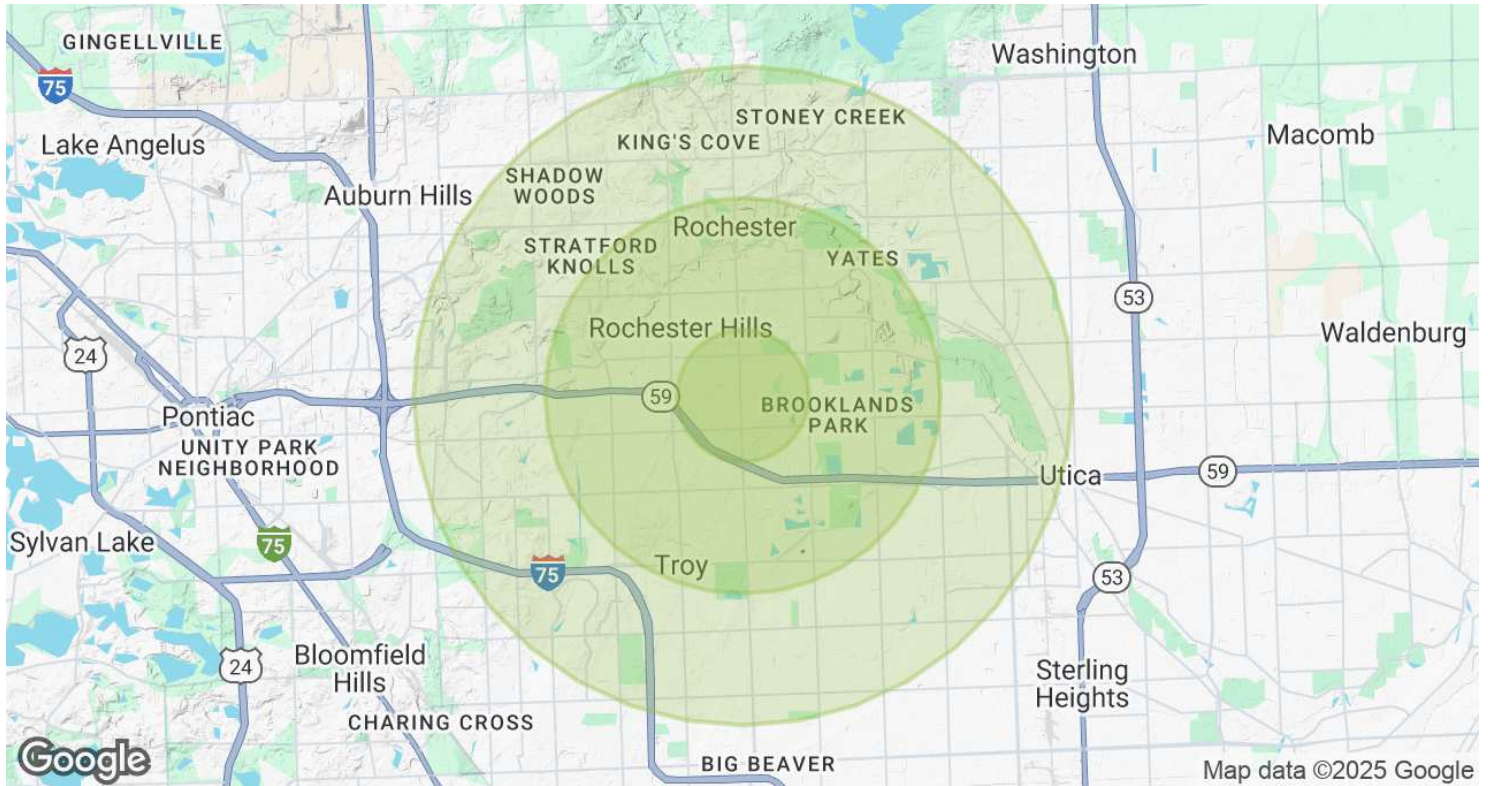 GINGELLVILLE
Washington
75
STONEY CREEK
Macomb
KING'S COVE
Lake Angelus
SHADOW
WOODS
Auburn Hills
Rochester
STRATFORD
KNOLLS
YATES
53
Rochester Hills
Waldenburg
24
59
BROOKLANDS
PARK
Pontiac
UNITY PARK
NEIGHBORHOOD
Utica
59
Sylvan Lake
75
Troy
75
53
Bloomfield
Hills
24
Sterling
Heights
CHARING CROSS
BIG BEAVER
Google
Map data ©2025 Google